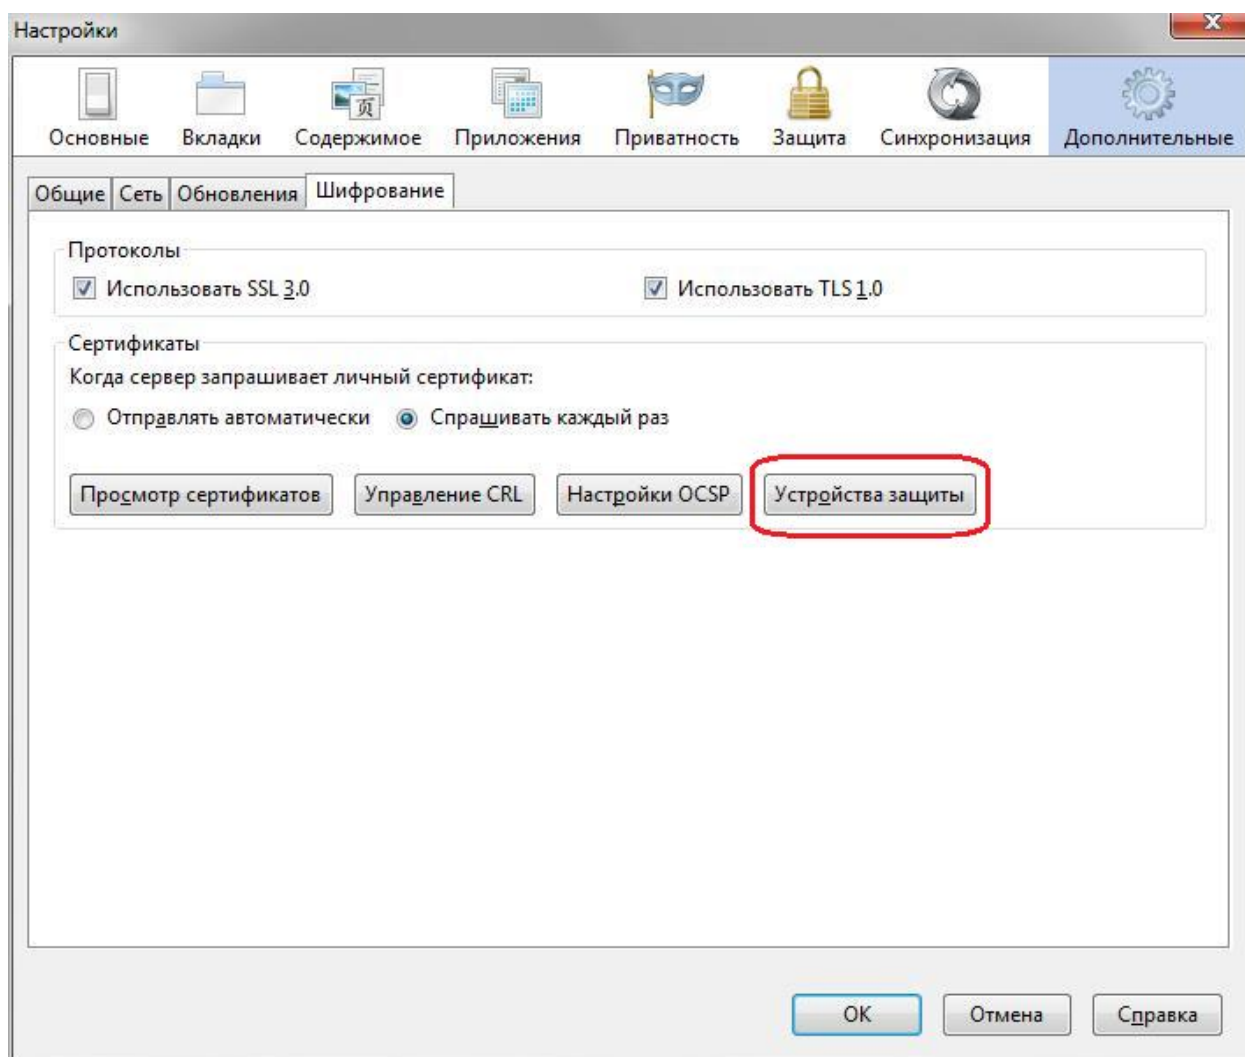 Настройки
页
Основные Вкладки Содержимое Приложения Приватность Защита Синхронизация Дополнительные
Общие Сеть Обновления Шифрование
Протоколы
Использовать SSL 3.0 Использовать TLS 1.0
Сертификаты
Когда сервер запрашивает личный сертификат:
Отправлять автоматически Спрашивать каждый раз
Просмотр сертификатов Управление CRL Настройки OCSP Устройства защиты
ОК Отмена Справка